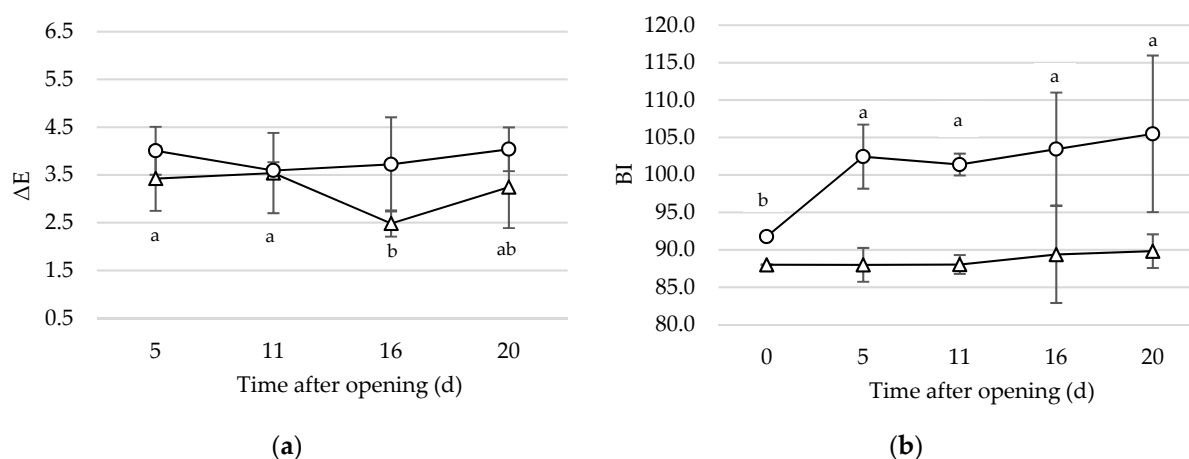 6.5
5.5
4.5
3.5
2.5
1.5
0.5
ΔE
a
a
b
ab
5
11
16
20
Time after opening (d)
(a)
120.0
115.0
110.0
105.0
100.0
95.0
90.0
85.0
80.0
BI
b
a
a
a
a
0
5
11
16
20
Time after opening (d)
(b)